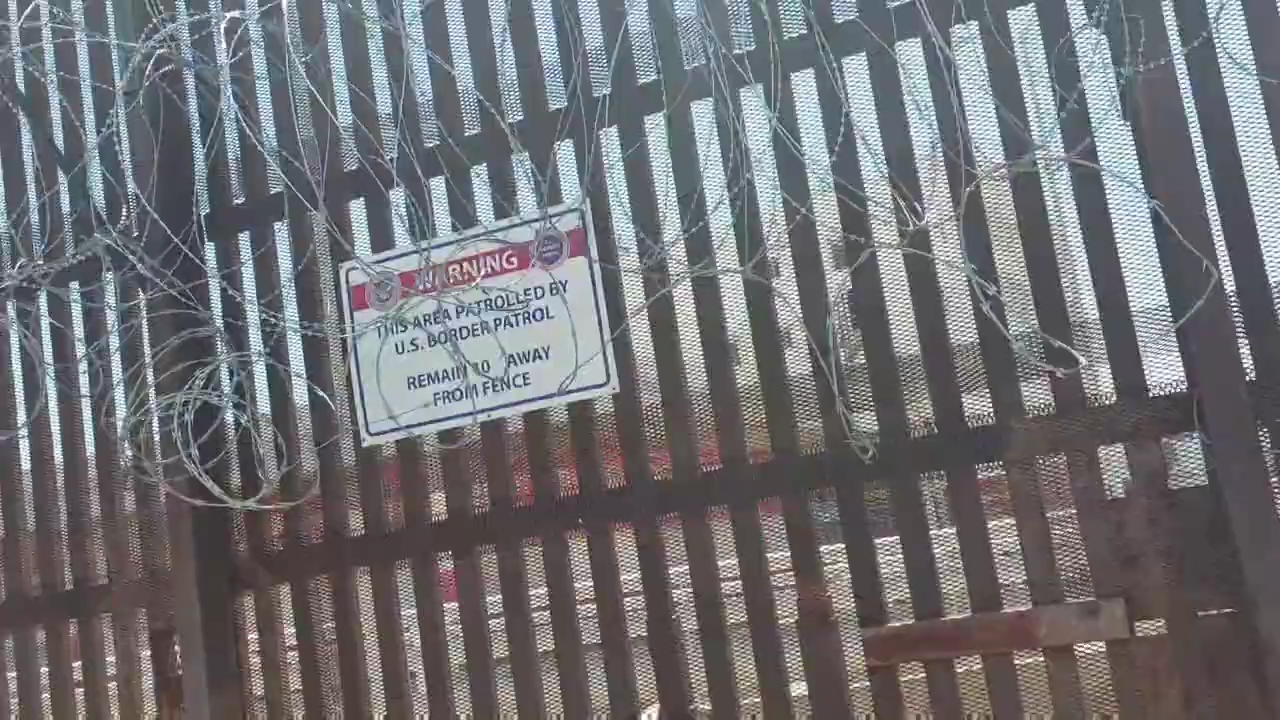 WARNING
THIS AREA PATROLLED BY
U.S. BORDER PATROL
REMAIN 10 AWAY
FROM FENCE